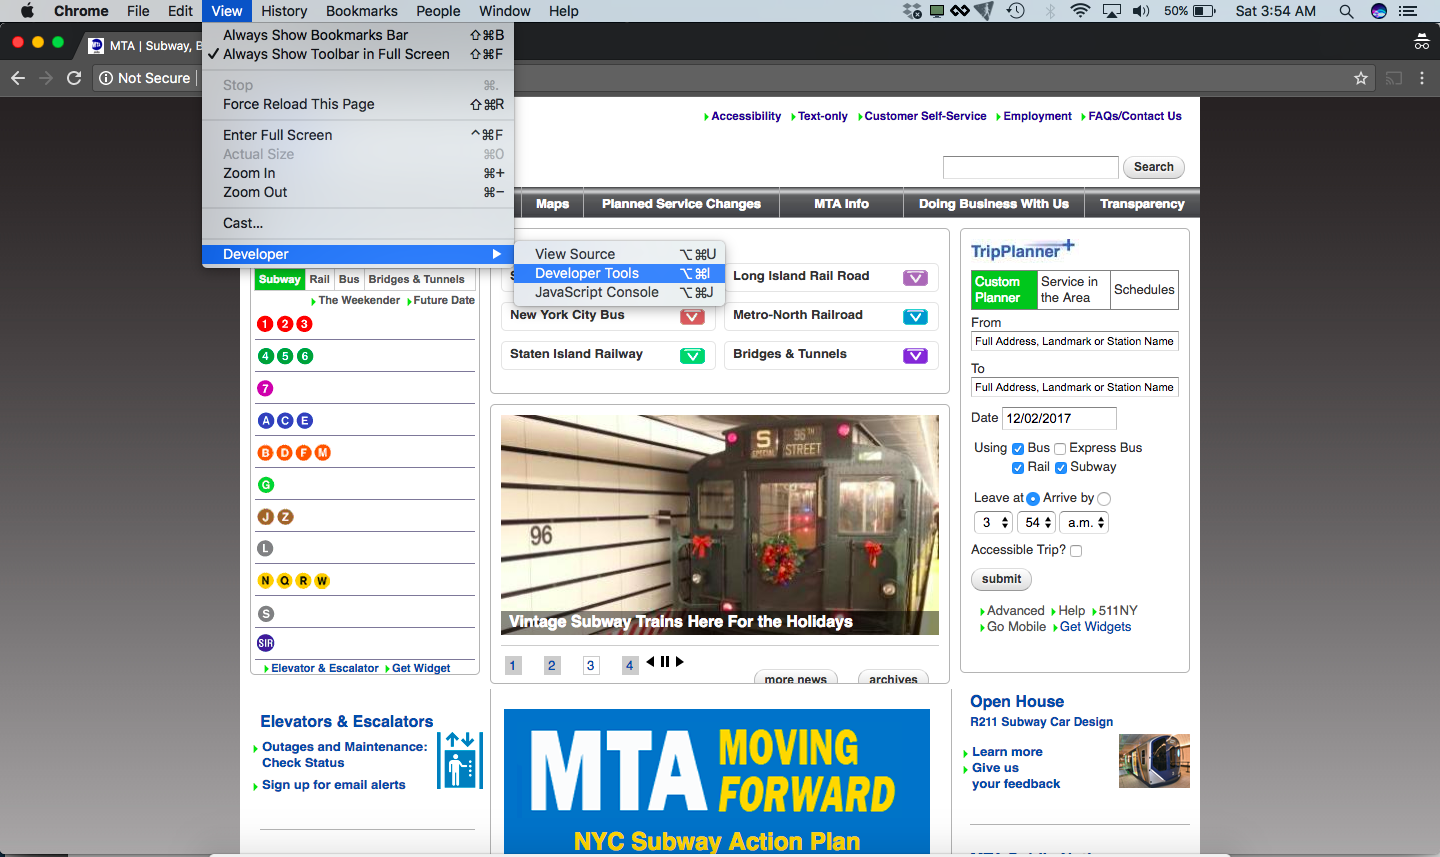 Chrome File Edit View History Bookmarks People Window Help 50% Sat 3:54 AM
MTA | Subway, B
Not Secure
Always Show Bookmarks Bar ⇧⌘B
✓ Always Show Toolbar in Full Screen ⇧⌘F
Stop ⌘.
Force Reload This Page ⇧⌘R
Enter Full Screen ^⌘F
Actual Size ⌘0
Zoom In ⌘+
Zoom Out ⌘−
Cast...
Developer
View Source ⌥⌘U
Developer Tools ⌥⌘I
JavaScript Console ⌥⌘J
Accessibility Text-only Customer Self-Service Employment FAQs/Contact Us
Search
Maps Planned Service Changes MTA Info Doing Business With Us Transparency
Subway Rail Bus Bridges & Tunnels
The Weekender Future Date
1 2 3
4 5 6
7
A C E
B D F M
G
J Z
L
N Q R W
S
SIR
Elevator & Escalator Get Widget
Long Island Rail Road
New York City Bus Metro-North Railroad
Staten Island Railway Bridges & Tunnels
S SPECIAL 96TH STREET
96
Vintage Subway Trains Here For the Holidays
1 2 3 4
more news archives
TripPlanner+
Custom Planner Service in the Area Schedules
From
Full Address, Landmark or Station Name
To
Full Address, Landmark or Station Name
Date 12/02/2017
Using Bus Express Bus
Rail Subway
Leave at Arrive by
3 54 a.m.
Accessible Trip?
submit
Advanced Help 511NY
Go Mobile Get Widgets
Elevators & Escalators
Outages and Maintenance:
Check Status
Sign up for email alerts
MTA MOVING
FORWARD
NYC Subway Action Plan
Open House
R211 Subway Car Design
Learn more
Give us
your feedback